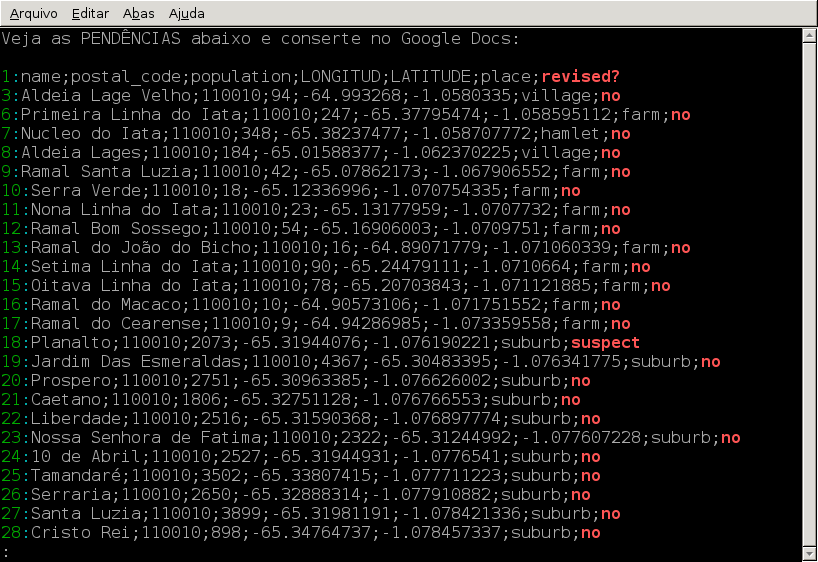 Arquivo Editar Abas Ajuda
Veja as PENDÊNCIAS abaixo e conserte no Google Docs:
1:name;postal_code;population;LONGITUD;LATITUDE;place;revised?
3:Aldeia Lage Velho;110010;94;-64.993268;-1.0580335;village;no
6:Primeira Linha do Iata;110010;247;-65.37795474;-1.058595112;farm;no
7:Nucleo do Iata;110010;348;-65.38237477;-1.058707772;hamlet;no
8:Aldeia Lages;110010;184;-65.01588377;-1.062370225;village;no
9:Ramal Santa Luzia;110010;42;-65.07862173;-1.067906552;farm;no
10:Serra Verde;110010;18;-65.12336996;-1.070754335;farm;no
11:Nona Linha do Iata;110010;23;-65.13177959;-1.0707732;farm;no
12:Ramal Bom Sossego;110010;54;-65.16906003;-1.0709751;farm;no
13:Ramal do João do Bicho;110010;16;-64.89071779;-1.071060339;farm;no
14:Setima Linha do Iata;110010;90;-65.24479111;-1.0710664;farm;no
15:Oitava Linha do Iata;110010;78;-65.20703843;-1.071121885;farm;no
16:Ramal do Macaco;110010;10;-64.90573106;-1.071751552;farm;no
17:Ramal do Cearense;110010;9;-64.94286985;-1.073359558;farm;no
18:Planalto;110010;2073;-65.31944076;-1.076190221;suburb;suspect
19:Jardim Das Esmeraldas;110010;4367;-65.30483395;-1.076341775;suburb;no
20:Prospero;110010;2751;-65.30963385;-1.076626002;suburb;no
21:Caetano;110010;1806;-65.32751128;-1.076766553;suburb;no
22:Liberdade;110010;2516;-65.31590368;-1.076897774;suburb;no
23:Nossa Senhora de Fatima;110010;2322;-65.31244992;-1.077607228;suburb;no
24:10 de Abril;110010;2527;-65.31944931;-1.0776541;suburb;no
25:Tamandaré;110010;3502;-65.33807415;-1.077711223;suburb;no
26:Serraria;110010;2650;-65.32888314;-1.077910882;suburb;no
27:Santa Luzia;110010;3899;-65.31981191;-1.078421336;suburb;no
28:Cristo Rei;110010;898;-65.34764737;-1.078457337;suburb;no
: